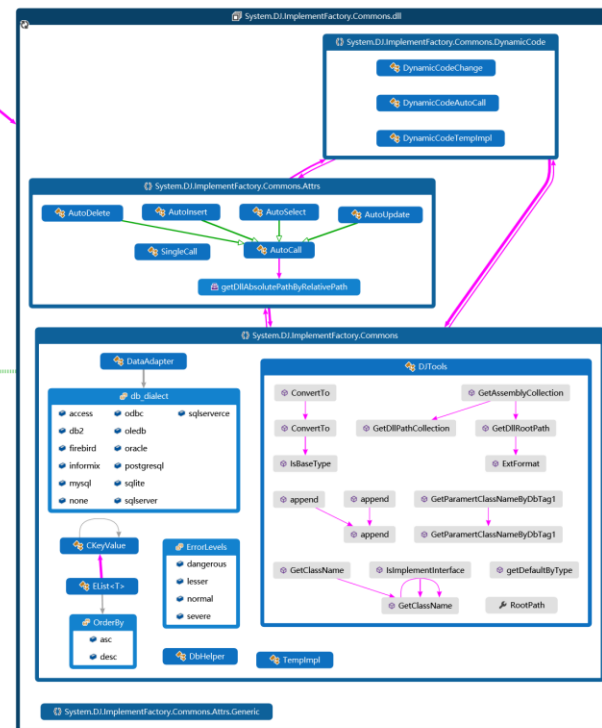 System.DJ.ImplementFactory.Commons.dll
System.DJ.ImplementFactory.Commons.DynamicCode
DynamicCodeChange
DynamicCodeAutoCall
DynamicCodeTempImpl
System.DJ.ImplementFactory.Commons.Attrs
AutoDelete
AutoInsert
AutoSelect
AutoUpdate
SingleCall
AutoCall
getDllAbsolutePathByRelativePath
System.DJ.ImplementFactory.Commons
DataAdapter
db_dialect
access odbc sqlserverce
db2 oledb
firebird oracle
informix postgresql
mysql sqlite
none sqlserver
CKeyValue
EList<T>
OrderBy
asc
desc
ErrorLevels
dangerous
lesser
normal
severe
DbHelper
TempImpl
DJTools
ConvertTo
GetAssemblyCollection
ConvertTo
GetDllPathCollection
GetDllRootPath
IsBaseType
ExtFormat
append
append
GetParamertClassNameByDbTag1
append
GetParamertClassNameByDbTag1
GetClassName
IsImplementInterface
getDefaultByType
GetClassName
RootPath
System.DJ.ImplementFactory.Commons.Attrs.Generic